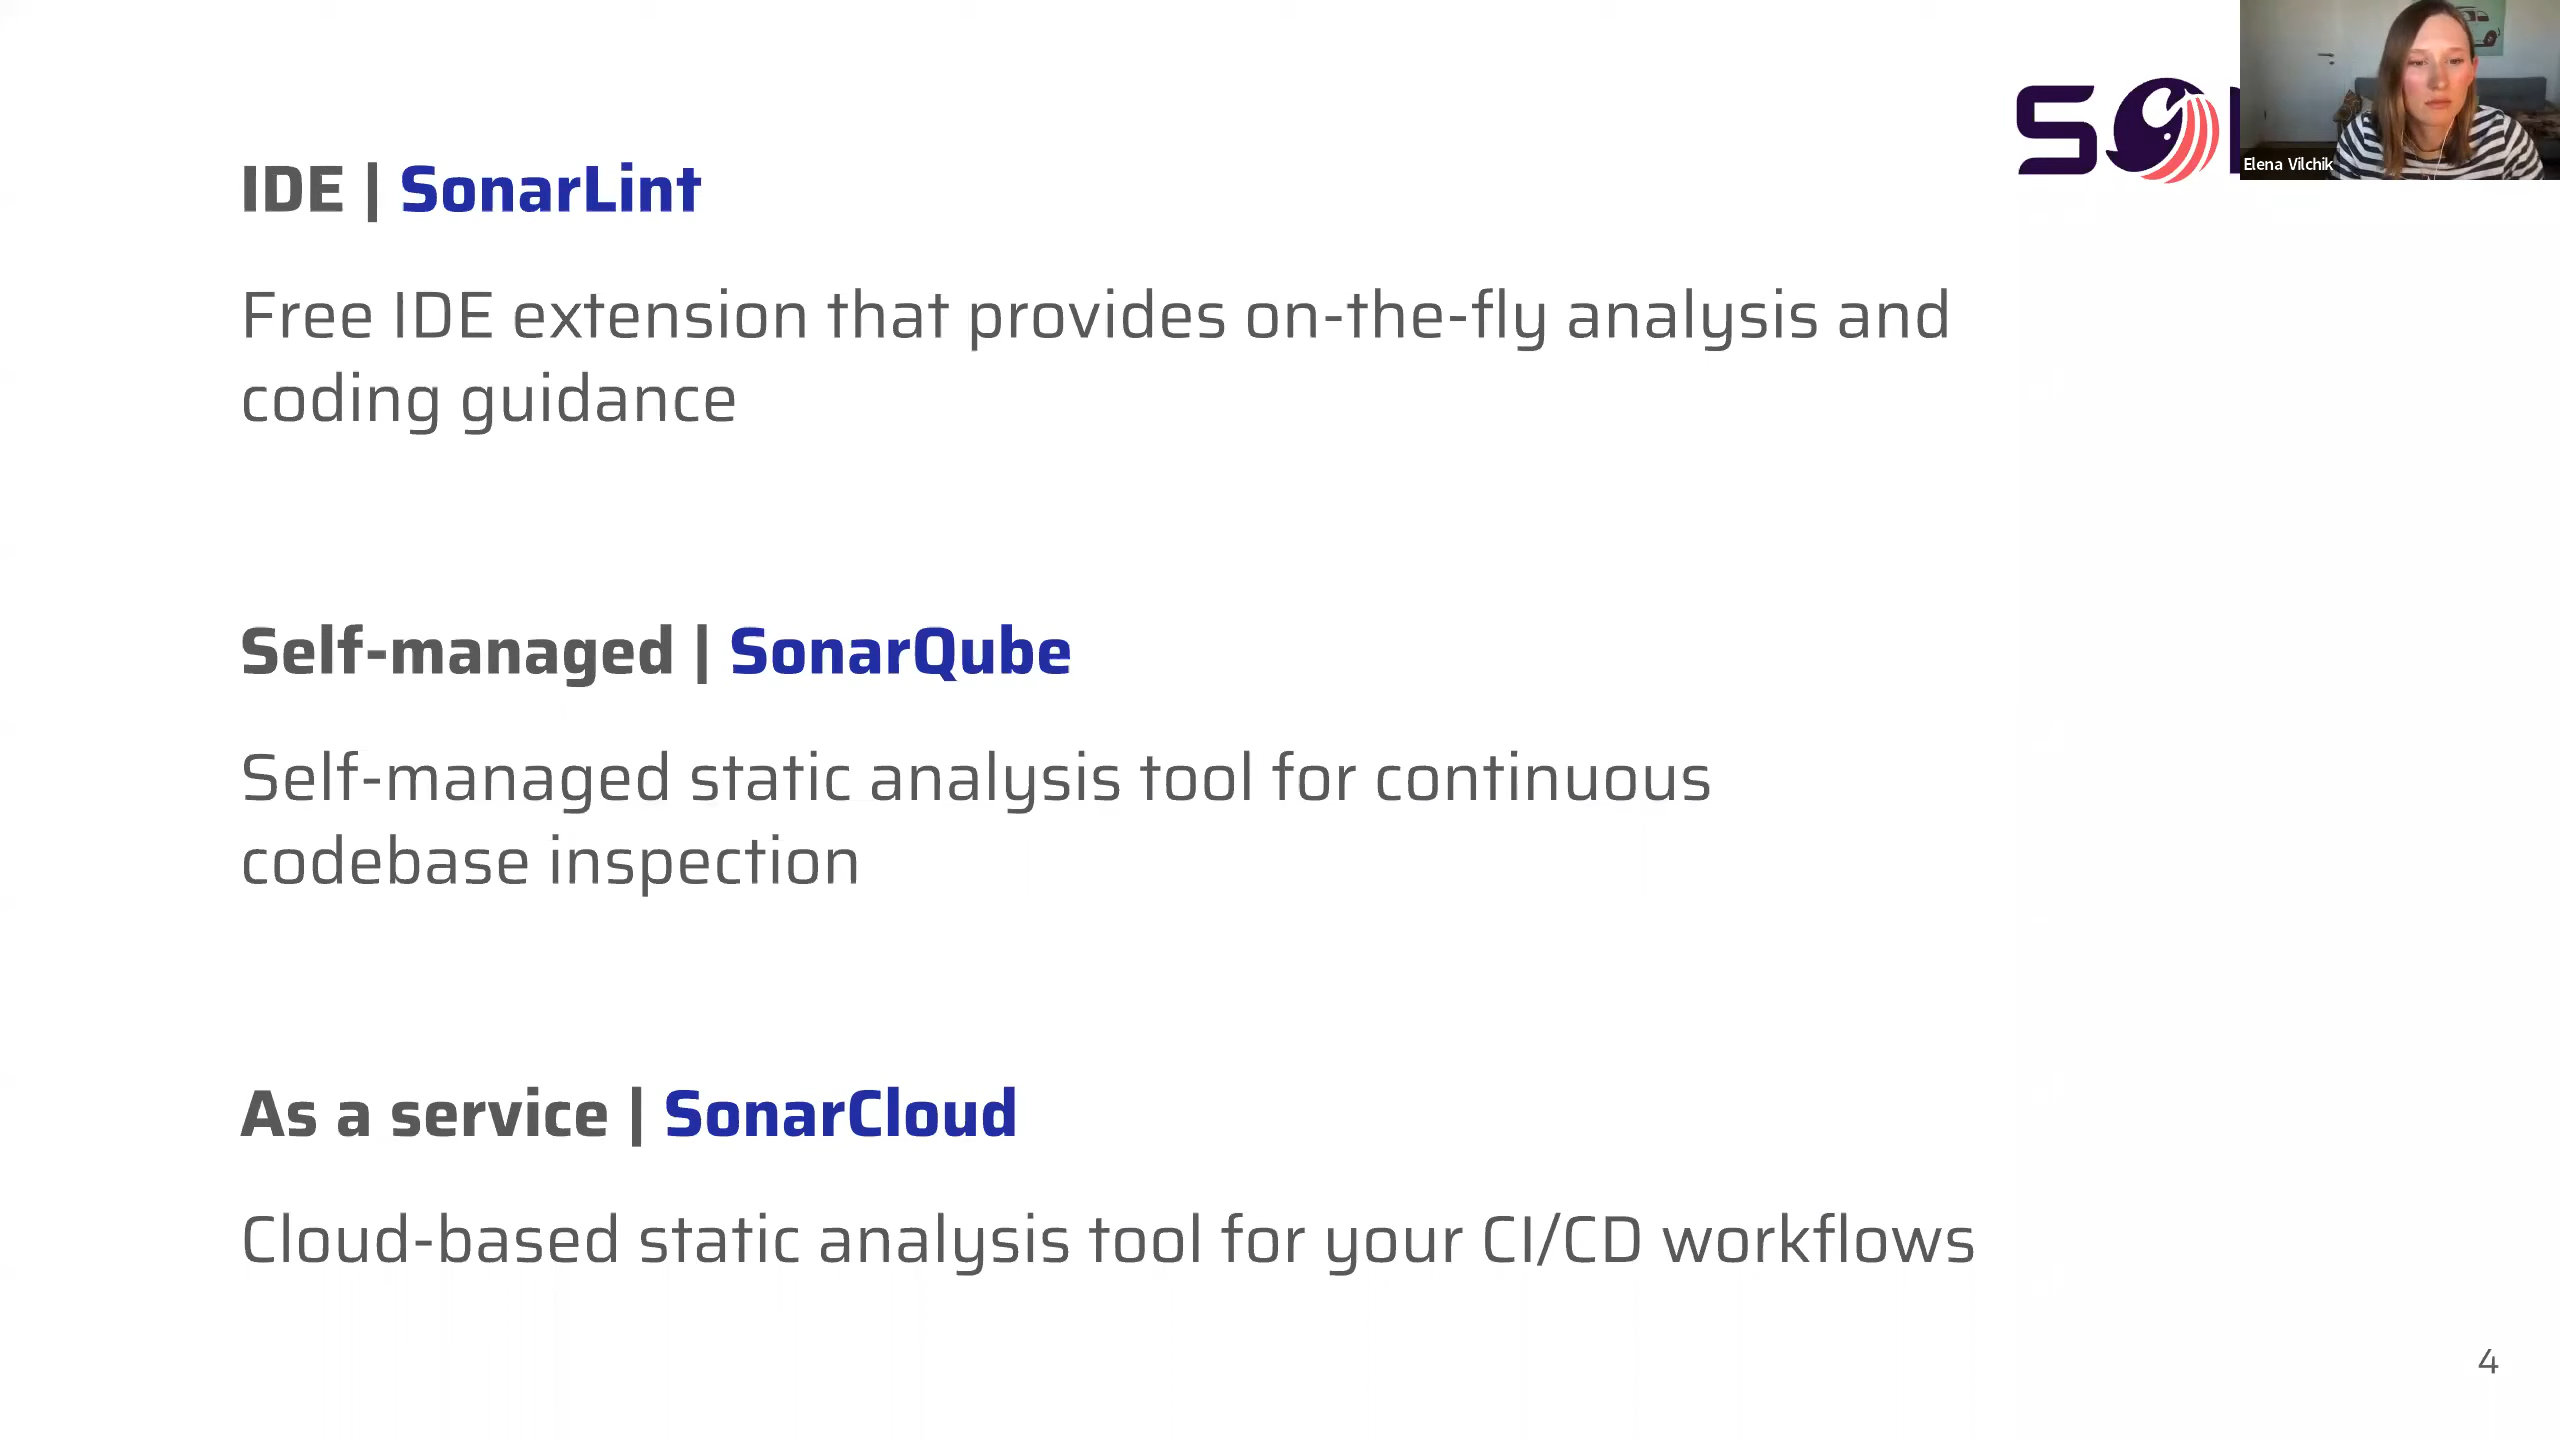 IDE | SonarLint
Free IDE extension that provides on-the-fly analysis and
coding guidance
Self-managed | SonarQube
Self-managed static analysis tool for continuous
codebase inspection
As a service | SonarCloud
Cloud-based static analysis tool for your CI/CD workflows
4
Elena Vilchik